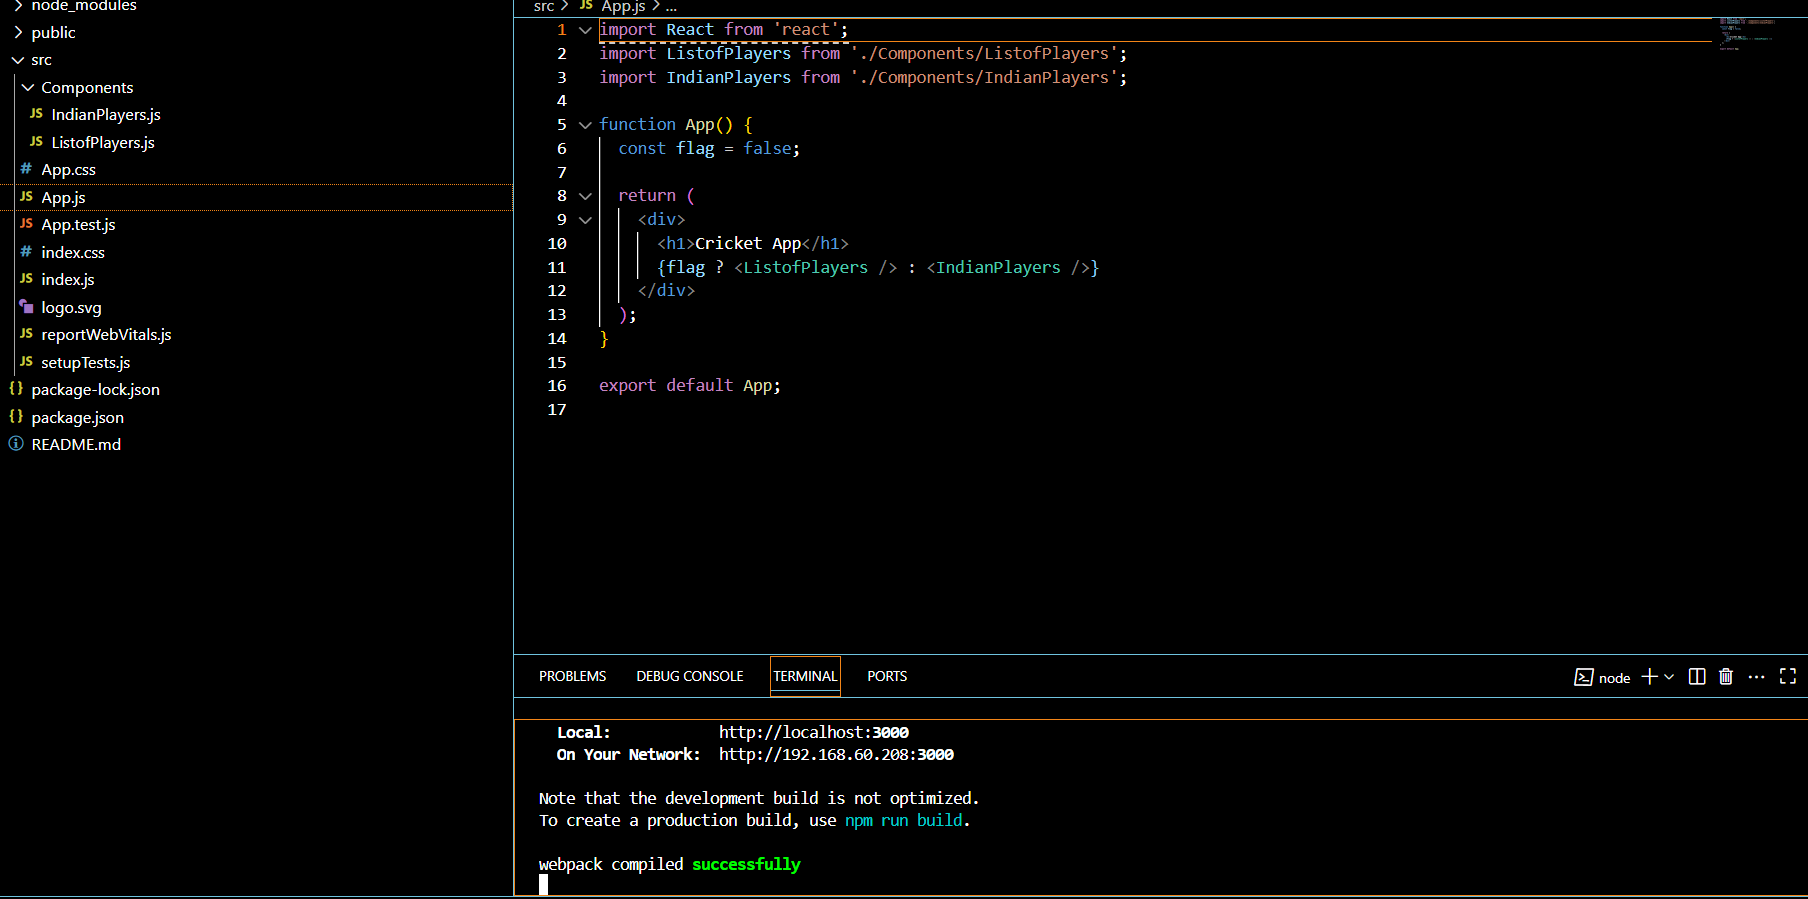 node_modules
public
src
Components
JS IndianPlayers.js
JS ListofPlayers.js
# App.css
JS App.js
JS App.test.js
# index.css
JS index.js
logo.svg
JS reportWebVitals.js
JS setupTests.js
{} package-lock.json
{} package.json
README.md
src > JS App.js > ...
1 import React from 'react';
2 import ListofPlayers from './Components/ListofPlayers';
3 import IndianPlayers from './Components/IndianPlayers';
4
5 function App() {
6 const flag = false;
7
8 return (
9 <div>
10 <h1>Cricket App</h1>
11 {flag ? <ListofPlayers /> : <IndianPlayers />}
12 </div>
13 );
14 }
15
16 export default App;
17
PROBLEMS DEBUG CONSOLE TERMINAL PORTS node
Local: http://localhost:3000
On Your Network: http://192.168.60.208:3000
Note that the development build is not optimized.
To create a production build, use npm run build.
webpack compiled successfully